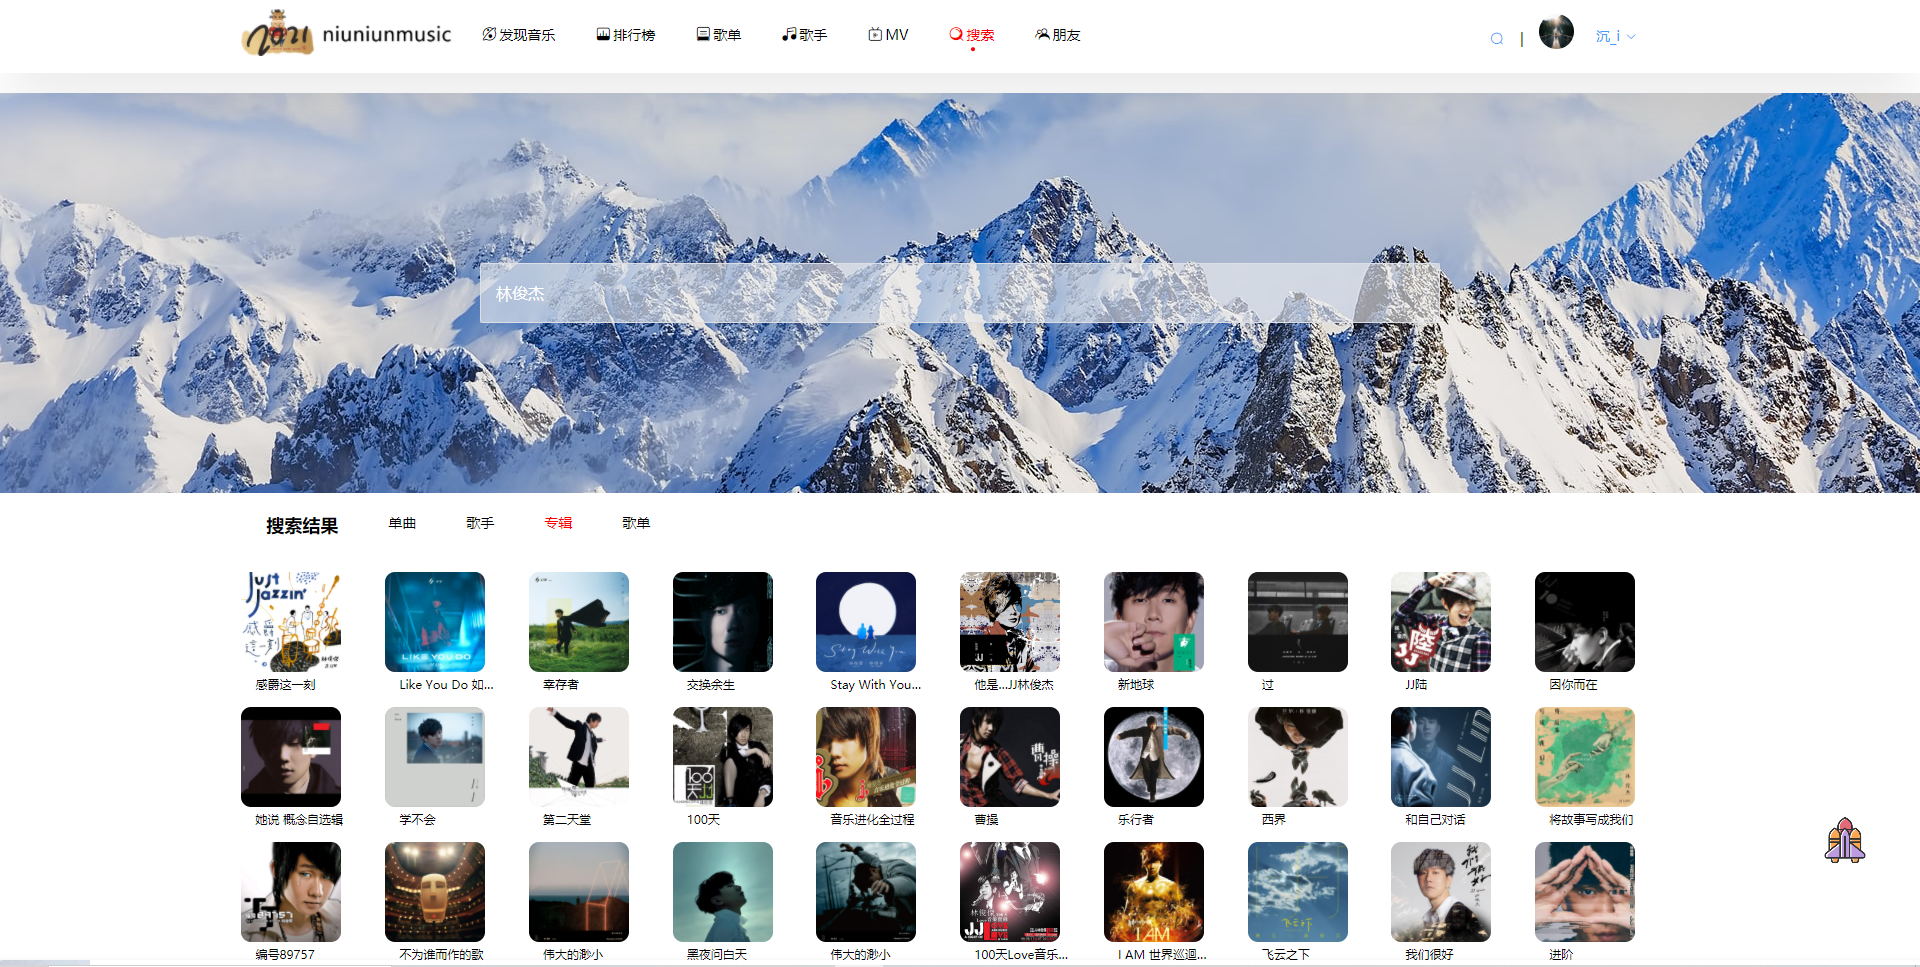 2021 niuniunmusic 发现音乐 排行榜 歌单 歌手 MV 搜索 朋友 | 沉_i
林俊杰
搜索结果 单曲 歌手 专辑 歌单
感爵这一刻 Like You Do 如... 幸存者 交换余生 Stay With You... 他是...JJ林俊杰 新地球 过 JJ陆 因你而在
她说 概念自选辑 学不会 第二天堂 100天 音乐进化全过程 曹操 乐行者 西界 和自己对话 将故事写成我们
编号89757 不为谁而作的歌 伟大的渺小 黑夜问白天 伟大的渺小 100天Love音乐... I AM 世界巡迴... 飞云之下 我们很好 进阶